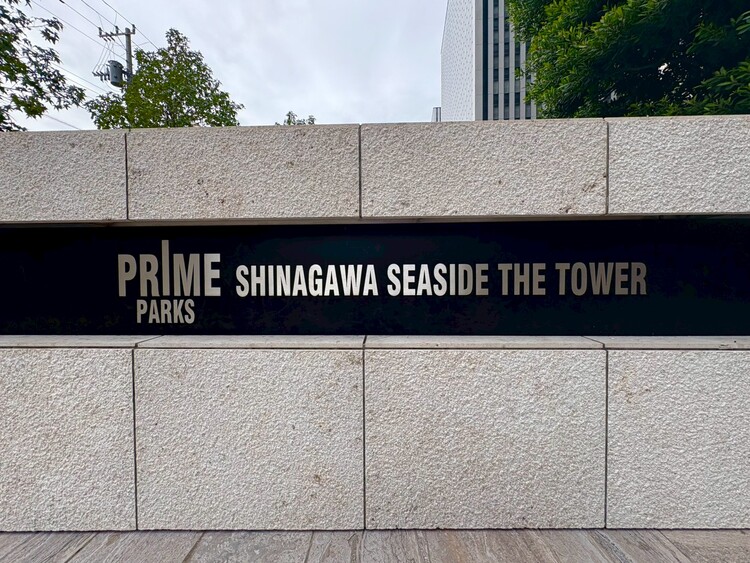 PRIME PARKS
SHINAGAWA SEASIDE THE TOWER